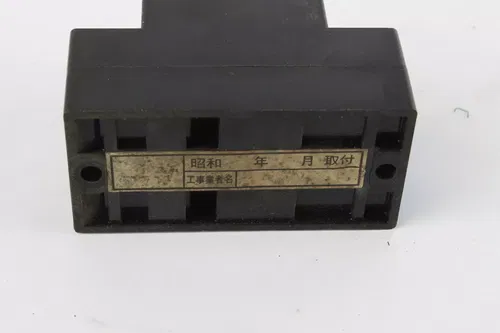 昭和 年 月 取付
工事業者名